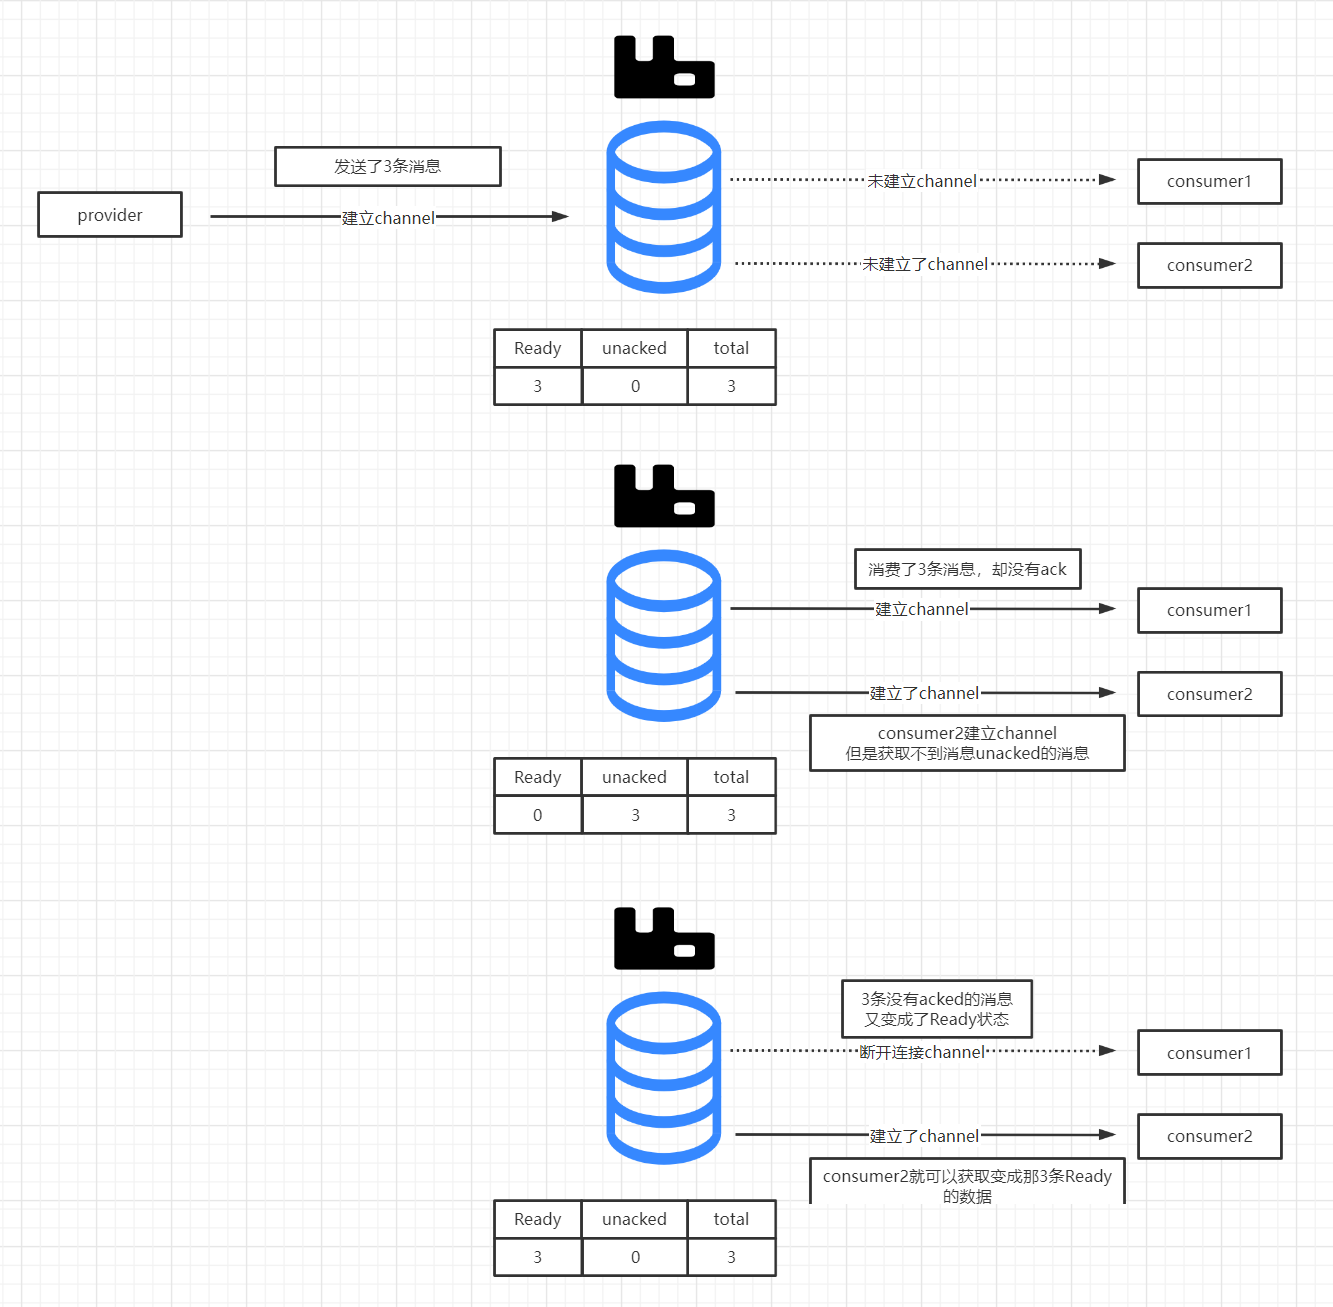 发送了3条消息
provider
建立channel
未建立channel
consumer1
未建立了channel
consumer2
Ready unacked total
3 0 3
消费了3条消息，却没有ack
建立channel
consumer1
建立了channel
consumer2
consumer2建立channel
但是获取不到消息unacked的消息
Ready unacked total
0 3 3
3条没有acked的消息
又变成了Ready状态
断开连接channel
consumer1
建立了channel
consumer2
consumer2就可以获取变成那3条Ready
的数据
Ready unacked total
3 0 3